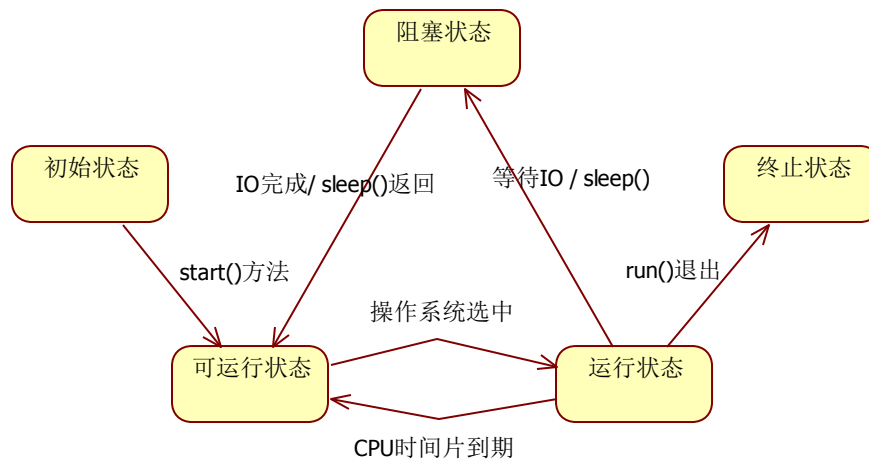 阻塞状态
初始状态
IO完成/ sleep()返回
等待IO / sleep()
终止状态
start()方法
run()退出
操作系统选中
可运行状态
运行状态
CPU时间片到期